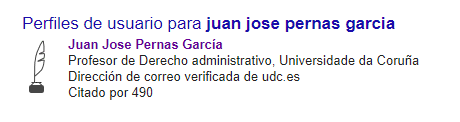 Perfiles de usuario para juan jose pernas garcia
Juan Jose Pernas García
Profesor de Derecho administrativo, Universidade da Coruña
Dirección de correo verificada de udc.es
Citado por 490